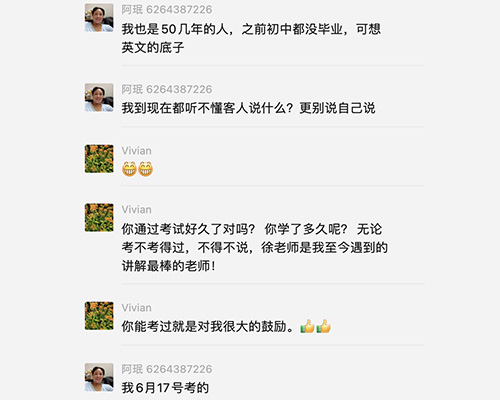 阿珉 6264387226
我也是50几年的人，之前初中都没毕业，可想
英文的底子
阿珉 6264387226
我到现在都听不懂客人说什么？更别说自己说
Vivian
😁😁
Vivian
你通过考试好久了对吗？ 你学了多久呢？ 无论
考不考得过，不得不说，徐老师是我至今遇到的
讲解最棒的老师！
Vivian
你能考过就是对我很大的鼓励。👍👍
阿珉 6264387226
我6月17号考的